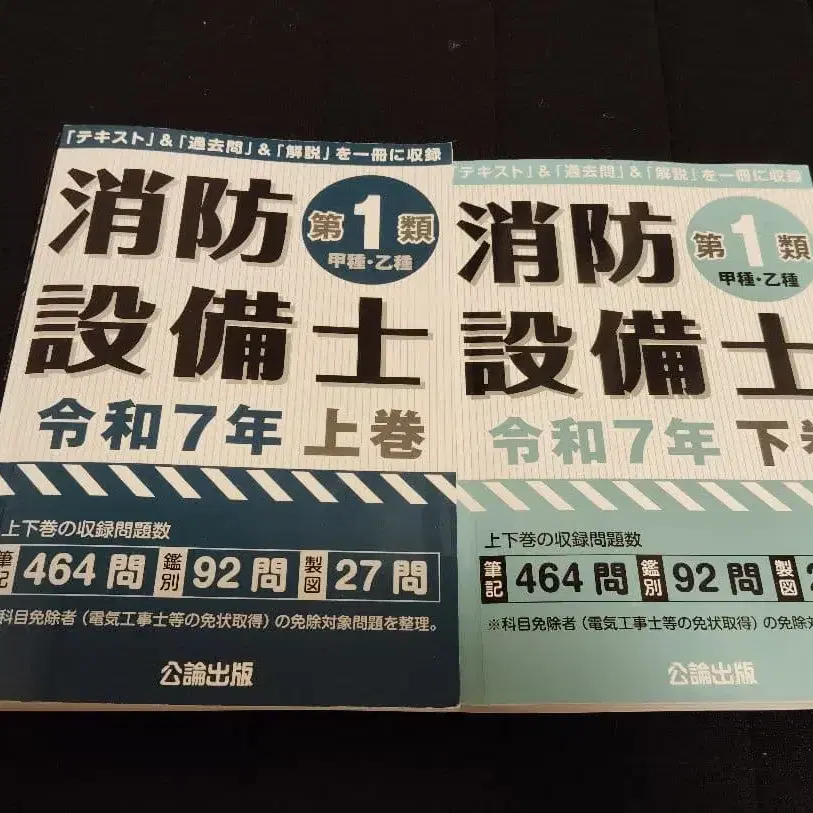 「テキスト」&「過去問」&「解説」を一冊に収録
消防
設備士
第1類
甲種・乙種
令和7年 上巻
上下巻の収録問題数
筆記 464問 鑑別 92問 製図 27問
科目免除者（電気工事士等の免状取得）の免除対象問題を整理。
公論出版
テキスト」&「過去問」&「解説」を一冊に収録
消防
設備士
第1類
甲種・乙種
令和7年 下巻
上下巻の収録問題数
筆記 464問 鑑別 92問 製図 2
※科目免除者（電気工事士等の免状取得）の免除対
公論出版